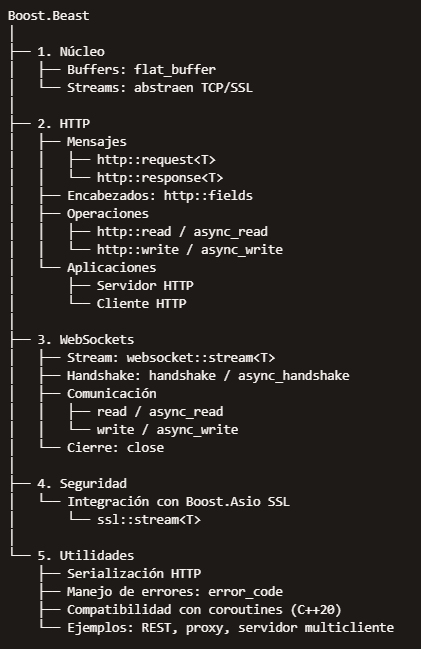 Boost.Beast
│
├── 1. Núcleo
│   ├── Buffers: flat_buffer
│   └── Streams: abstraen TCP/SSL
│
├── 2. HTTP
│   ├── Mensajes
│   │   ├── http::request<T>
│   │   └── http::response<T>
│   ├── Encabezados: http::fields
│   ├── Operaciones
│   │   ├── http::read / async_read
│   │   └── http::write / async_write
│   └── Aplicaciones
│       ├── Servidor HTTP
│       └── Cliente HTTP
│
├── 3. WebSockets
│   ├── Stream: websocket::stream<T>
│   ├── Handshake: handshake / async_handshake
│   ├── Comunicación
│   │   ├── read / async_read
│   │   └── write / async_write
│   └── Cierre: close
│
├── 4. Seguridad
│   └── Integración con Boost.Asio SSL
│       └── ssl::stream<T>
│
└── 5. Utilidades
    ├── Serialización HTTP
    ├── Manejo de errores: error_code
    ├── Compatibilidad con coroutines (C++20)
    └── Ejemplos: REST, proxy, servidor multicliente